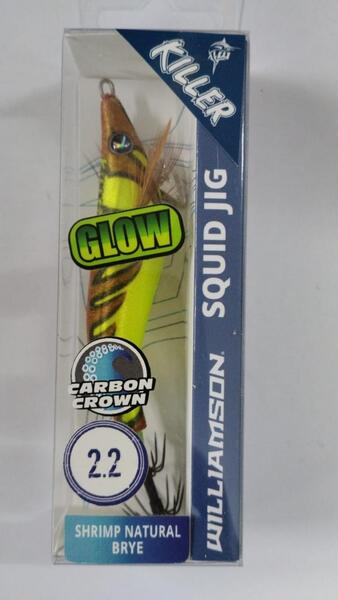 KILLER
GLOW
CARBON
CROWN
2.2
SHRIMP NATURAL
BRYE
WILLIAMSON SQUID JIG